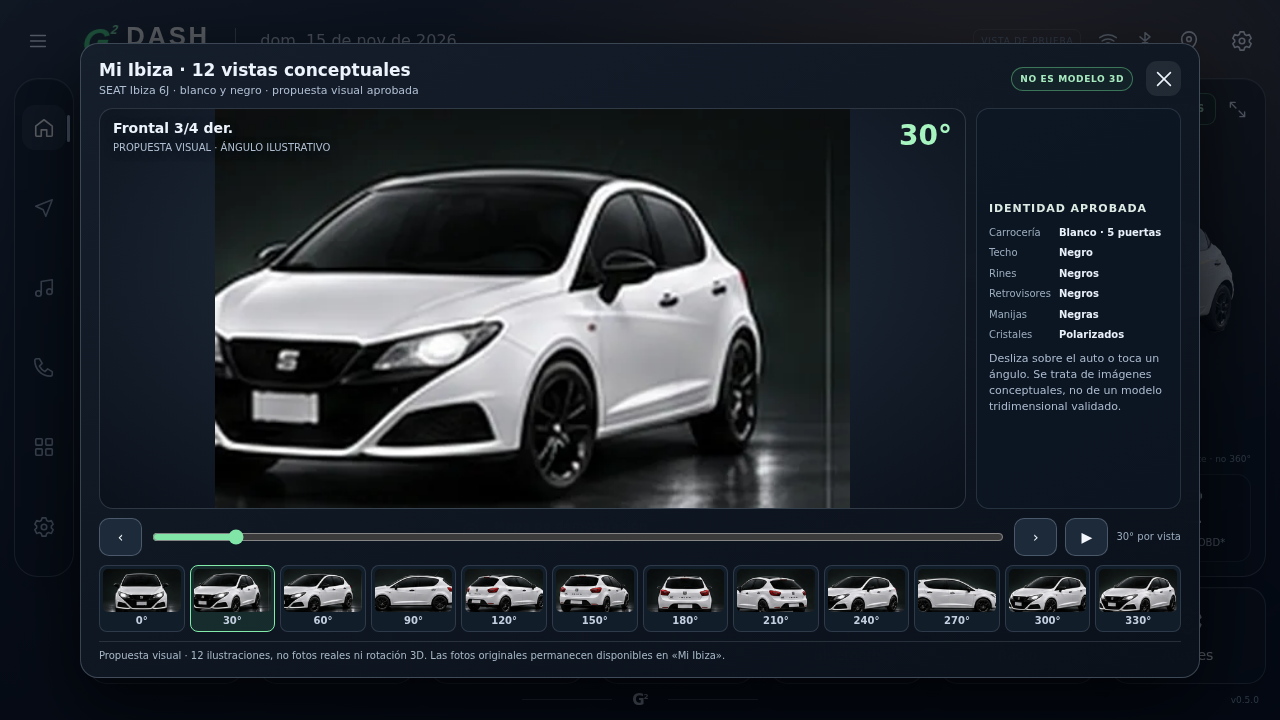 G² DASH
dom, 15 de nov de 2026
VISTA DE PRUEBA
Mi Ibiza · 12 vistas conceptuales
SEAT Ibiza 6J · blanco y negro · propuesta visual aprobada
NO ES MODELO 3D
Frontal 3/4 der.
PROPUESTA VISUAL · ÁNGULO ILUSTRATIVO
30°
IDENTIDAD APROBADA
Carrocería Blanco · 5 puertas
Techo Negro
Rines Negros
Retrovisores Negros
Manijas Negras
Cristales Polarizados
Desliza sobre el auto o toca un
ángulo. Se trata de imágenes
conceptuales, no de un modelo
tridimensional validado.
· no 360°
OBD*
‹
›
▶
30° por vista
0°
30°
60°
90°
120°
150°
180°
210°
240°
270°
300°
330°
Propuesta visual · 12 ilustraciones, no fotos reales ni rotación 3D. Las fotos originales permanecen disponibles en «Mi Ibiza».
G²
v0.5.0